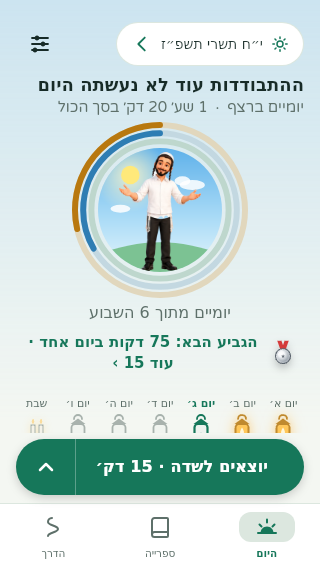 י״ח תשרי תשפ״ז
ההתבודדות עוד לא נעשתה היום
יומיים ברצף · 1 שע׳ 20 דק׳ בסך הכול
יומיים מתוך 6 השבוע
הגביע הבא: 75 דקות ביום אחד ·
עוד 15 ›
יום א׳ יום ב׳ יום ג׳ יום ד׳ יום ה׳ יום ו׳ שבת
יוצאים לשדה · 15 דק׳
היום ספרייה הדרך